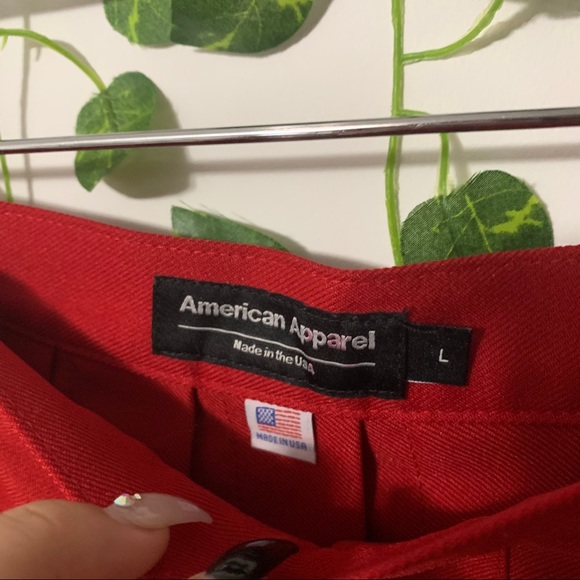 American Apparel
Made in the USA
L
MADE IN USA